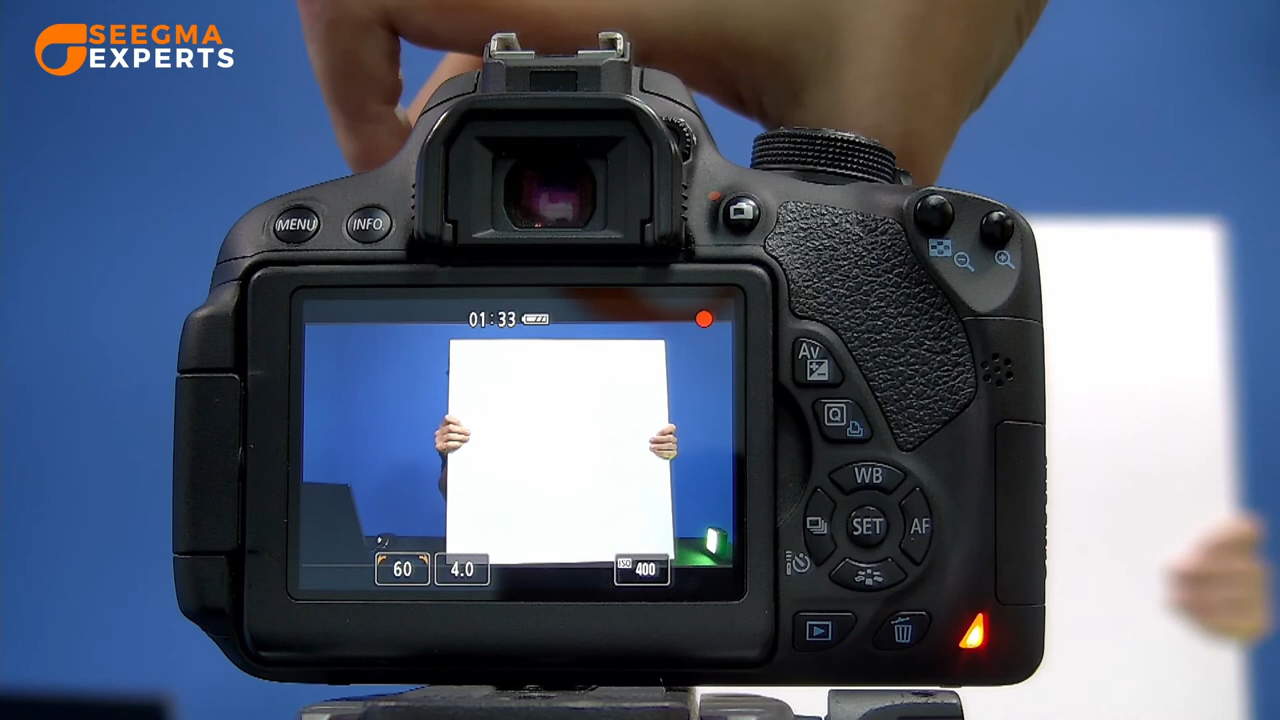 SEEGMA
EXPERTS
MENU
INFO.
01:33
Av
Q
WB
SET
AF
60
4.0
ISO
400